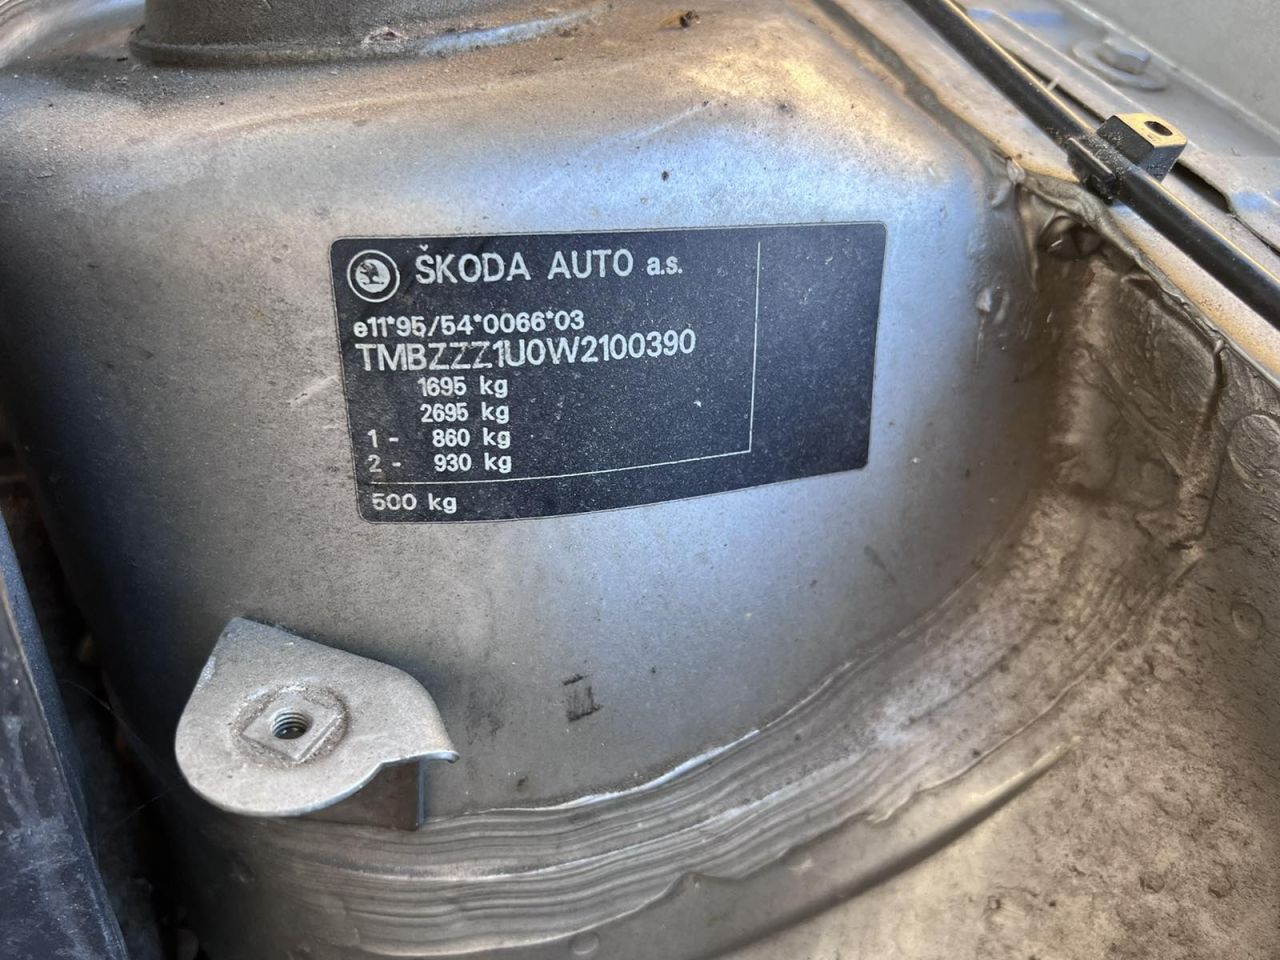 ŠKODA AUTO a.s.
e11*95/54*0066*03
TMBZZZ1U0W2100390
1695 kg
2695 kg
1 - 860 kg
2 - 930 kg
500 kg